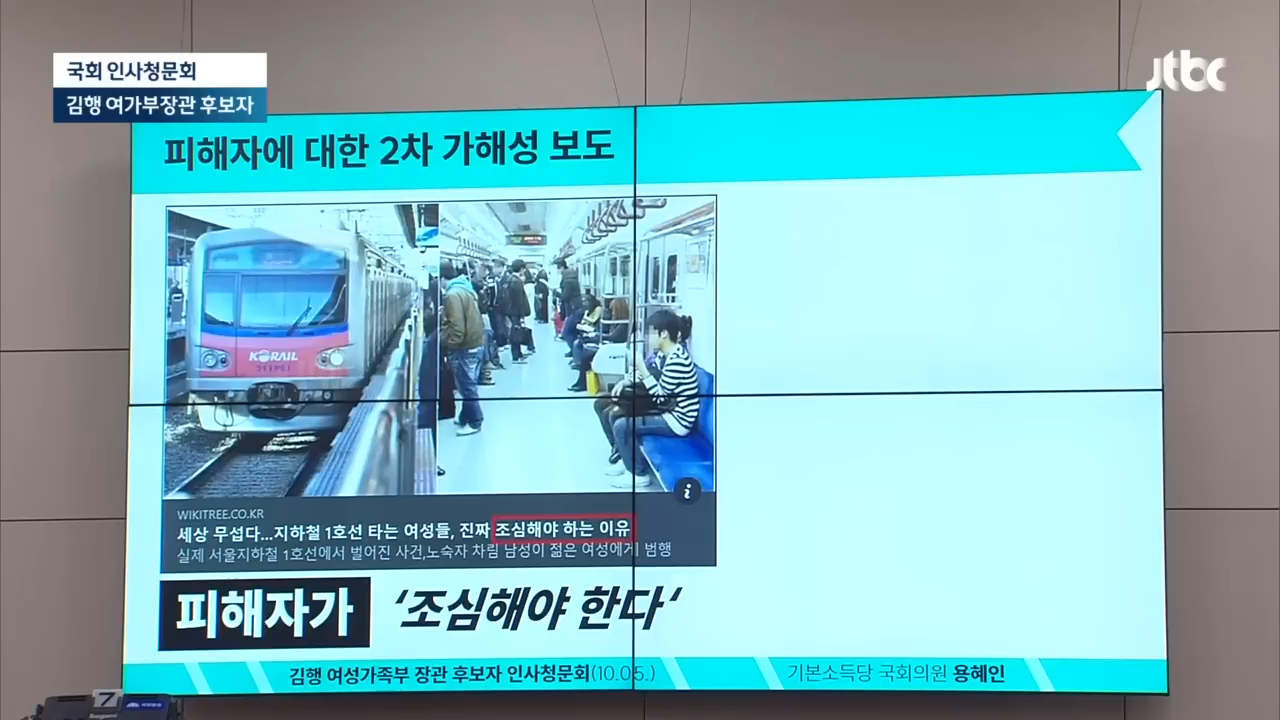 국회 인사청문회
김행 여가부장관 후보자
jtbc
피해자에 대한 2차 가해성 보도
KORAIL
WIKITREE.CO.KR
세상 무섭다...지하철 1호선 타는 여성들, 진짜 조심해야 하는 이유
실제 서울지하철 1호선에서 벌어진 사건,노숙자 차림 남성이 젊은 여성에게 범행
피해자가 ‘조심해야 한다‘
김행 여성가족부 장관 후보자 인사청문회(10.05.)
기본소득당 국회의원 용혜인
7